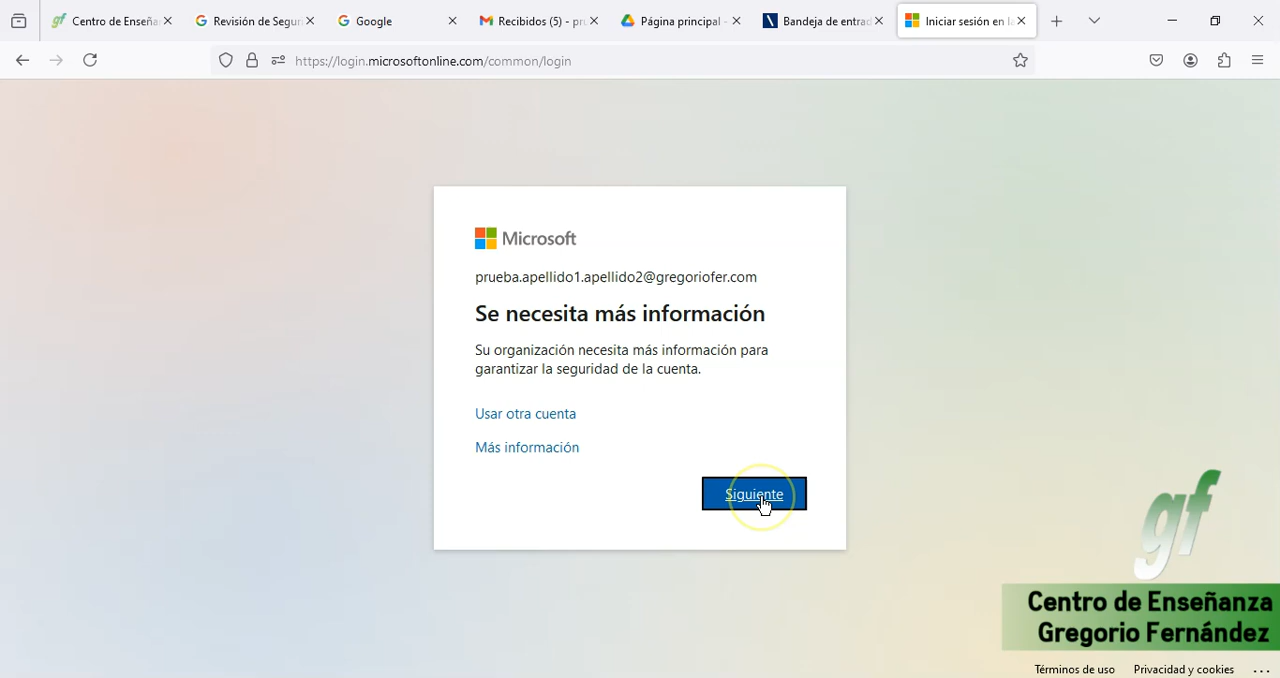 Centro de Enseña
Revisión de Segur
Google
Recibidos (5) - pru
Página principal -
Bandeja de entrad
Iniciar sesión en la
https://login.microsoftonline.com/common/login
Microsoft
prueba.apellido1.apellido2@gregoriofer.com
Se necesita más información
Su organización necesita más información para
garantizar la seguridad de la cuenta.
Usar otra cuenta
Más información
Siguiente
gf
Centro de Enseñanza
Gregorio Fernández
Términos de uso Privacidad y cookies ...